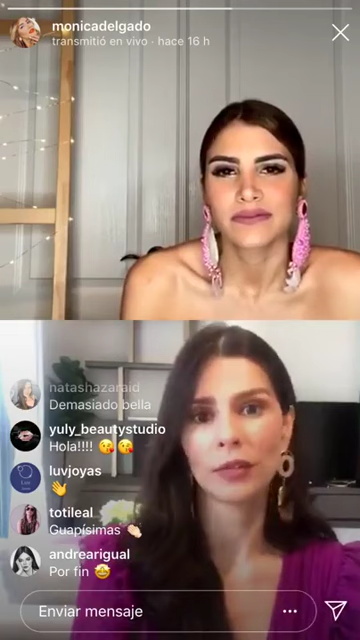 monicadelgado
transmitió en vivo · hace 16 h
natashazaraid
Demasiado bella
yuly_beautystudio
Hola!!!! 😘 😘
luvjoyas
👋
totileal
Guapísimas 👏🏻
andrearigual
Por fin 🤩
Enviar mensaje